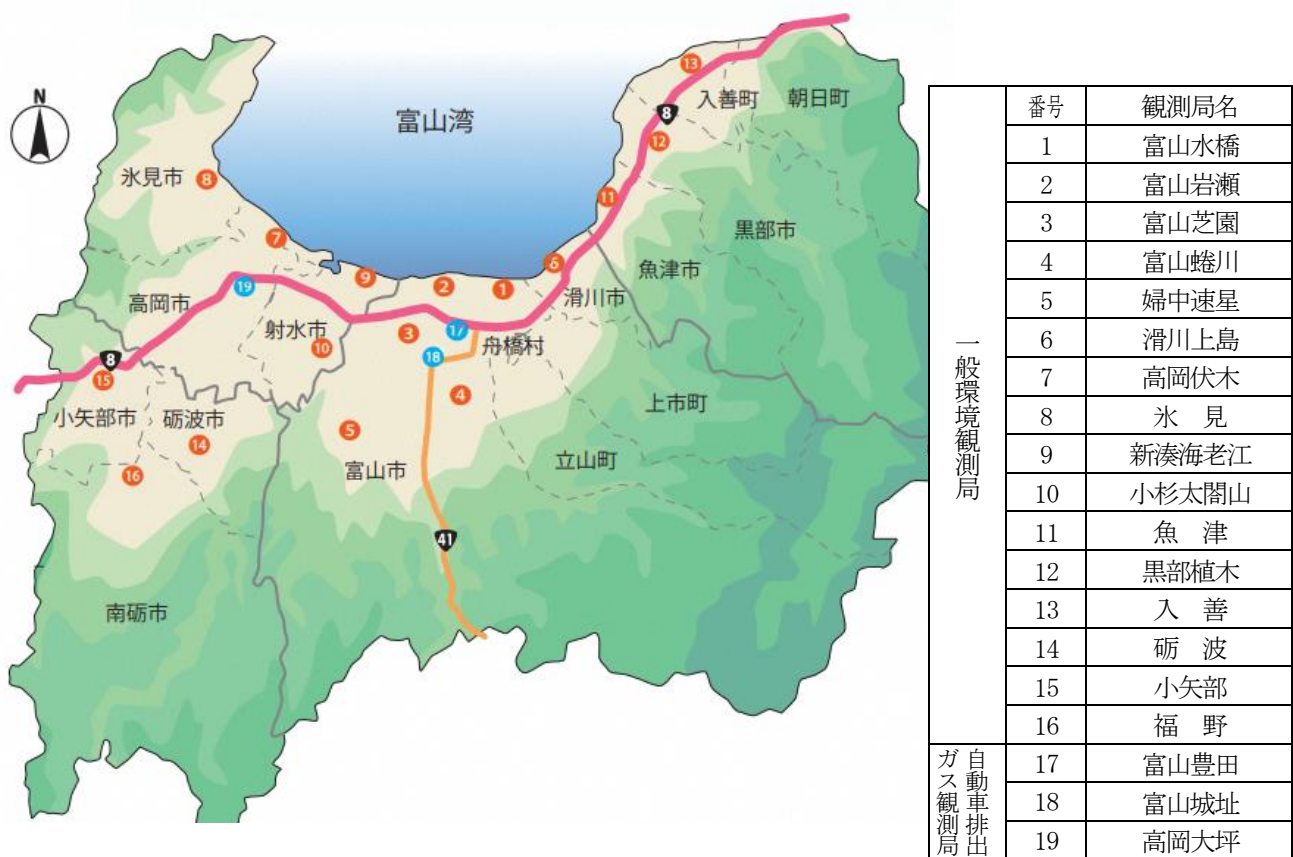 N
富山湾
氷見市
8
7
高岡市
19
射水市
10
9
2
1
3
17
舟橋村
18
滑川市
6
11
12
8
13
入善町
朝日町
黒部市
魚津市
8
15
小矢部市
砺波市
14
16
5
富山市
4
上市町
立山町
41
南砺市
番号 観測局名
一般環境観測局
1 富山水橋
2 富山岩瀬
3 富山芝園
4 富山蜷川
5 婦中速星
6 滑川上島
7 高岡伏木
8 氷 見
9 新湊海老江
10 小杉太閤山
11 魚 津
12 黒部植木
13 入 善
14 砺 波
15 小矢部
16 福 野
自動車排出
ガス観測局
17 富山豊田
18 富山城址
19 高岡大坪